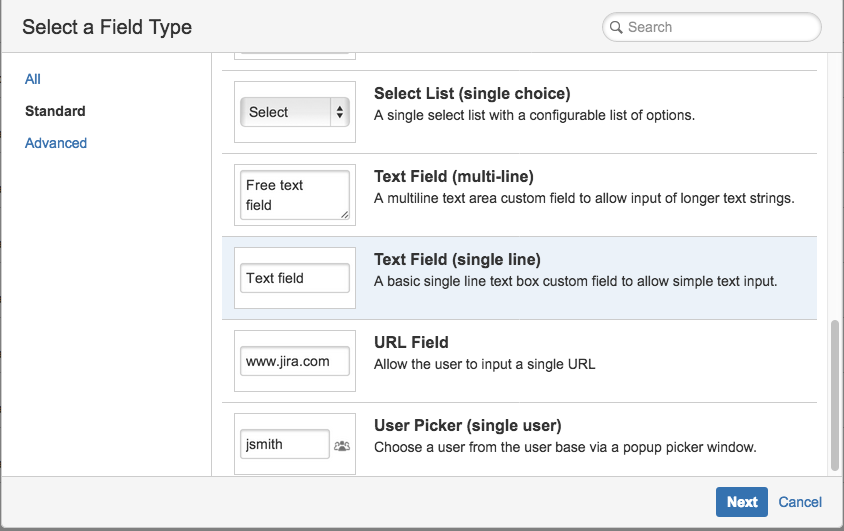 Select a Field Type
Search
All
Standard
Advanced
Select
Select List (single choice)
A single select list with a configurable list of options.
Free text
field
Text Field (multi-line)
A multiline text area custom field to allow input of longer text strings.
Text field
Text Field (single line)
A basic single line text box custom field to allow simple text input.
www.jira.com
URL Field
Allow the user to input a single URL
jsmith
User Picker (single user)
Choose a user from the user base via a popup picker window.
Next
Cancel